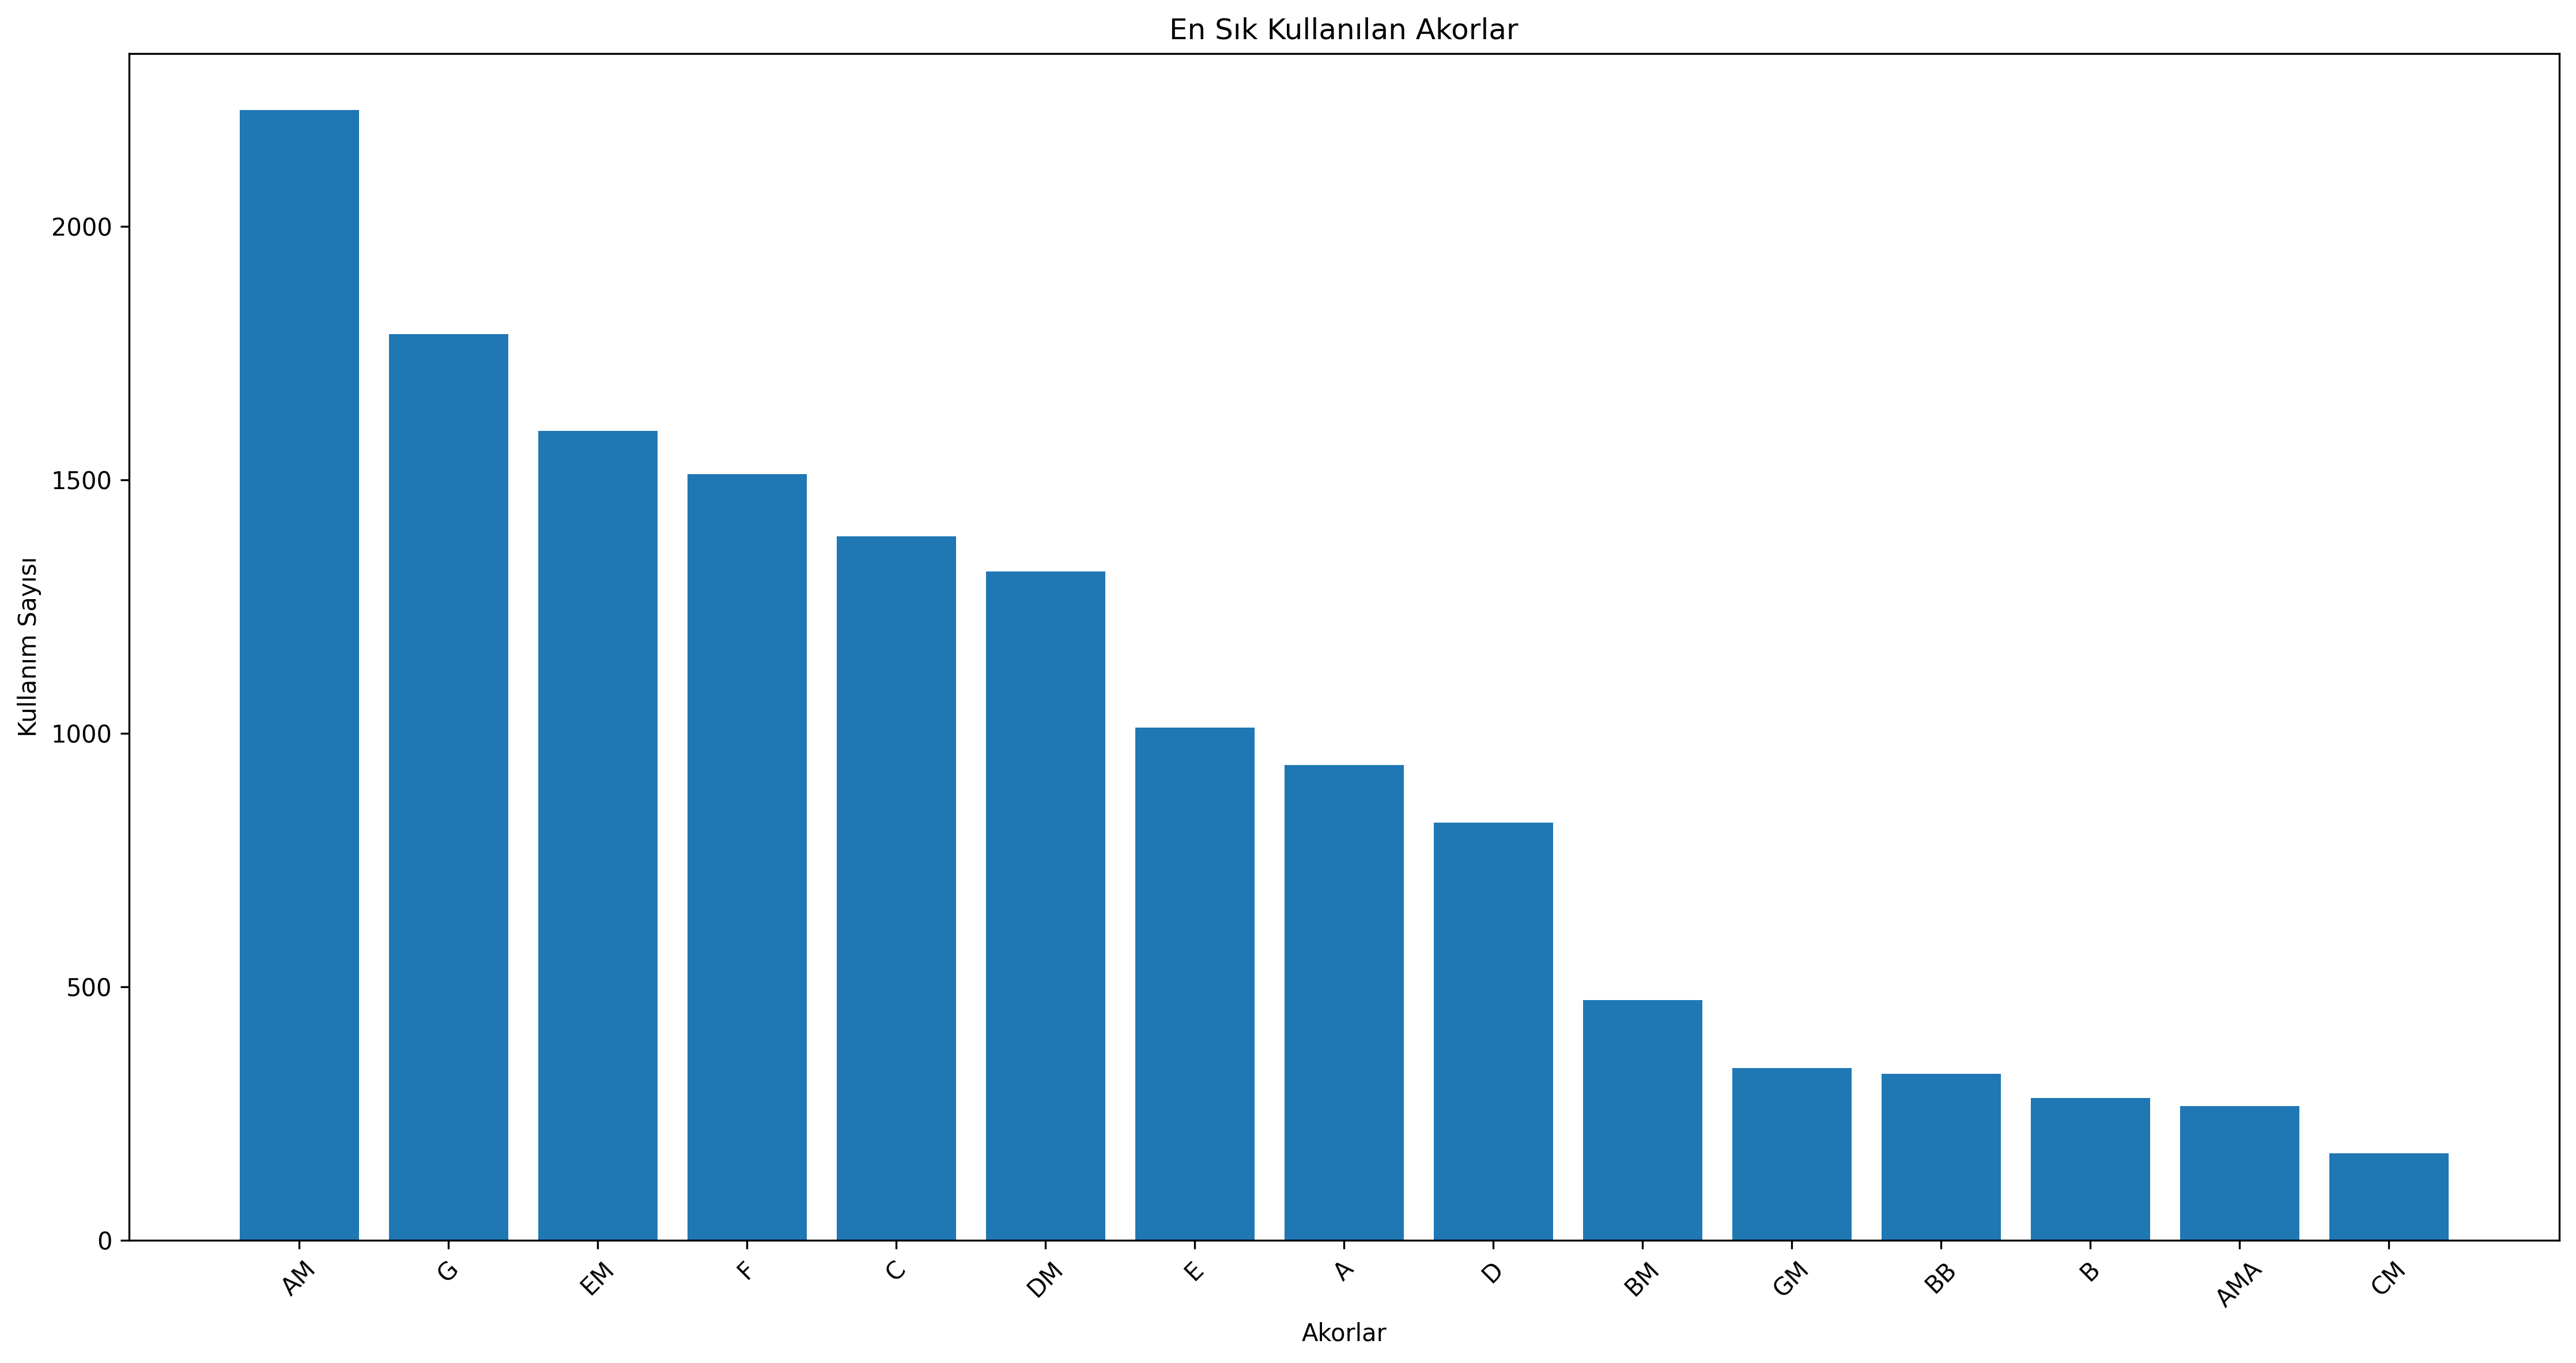 En Sık Kullanılan Akorlar
Kullanım Sayısı
2000
1500
1000
500
0
AM
G
EM
F
C
DM
E
A
D
BM
GM
BB
B
AMA
CM
Akorlar